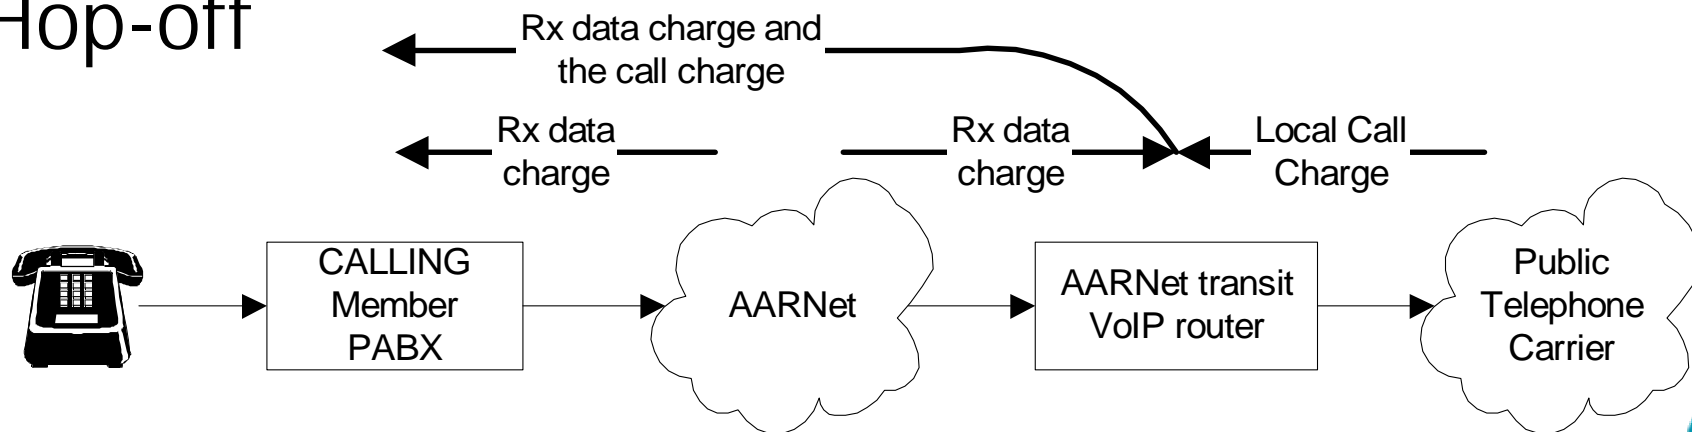 Hop-off
Rx data charge and
the call charge
Rx data
charge
Rx data
charge
Local Call
Charge
CALLING
Member
PABX
AARNet
AARNet transit
VoIP router
Public
Telephone
Carrier